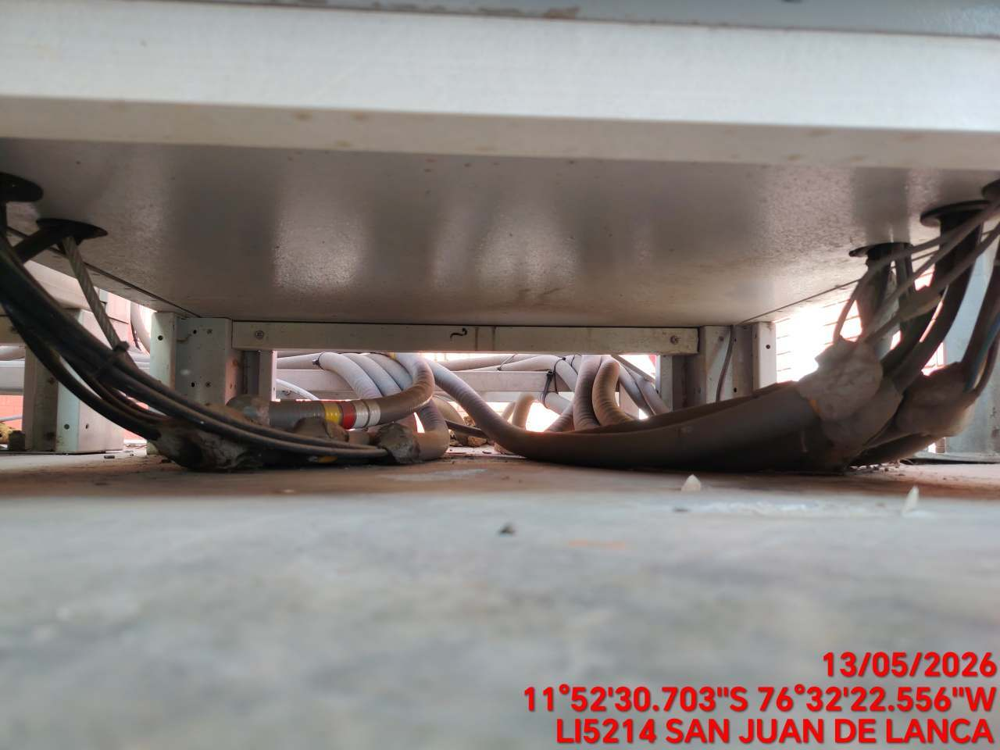 13/05/2026
11°52'30.703"S 76°32'22.556"W
LI5214 SAN JUAN DE LANCA